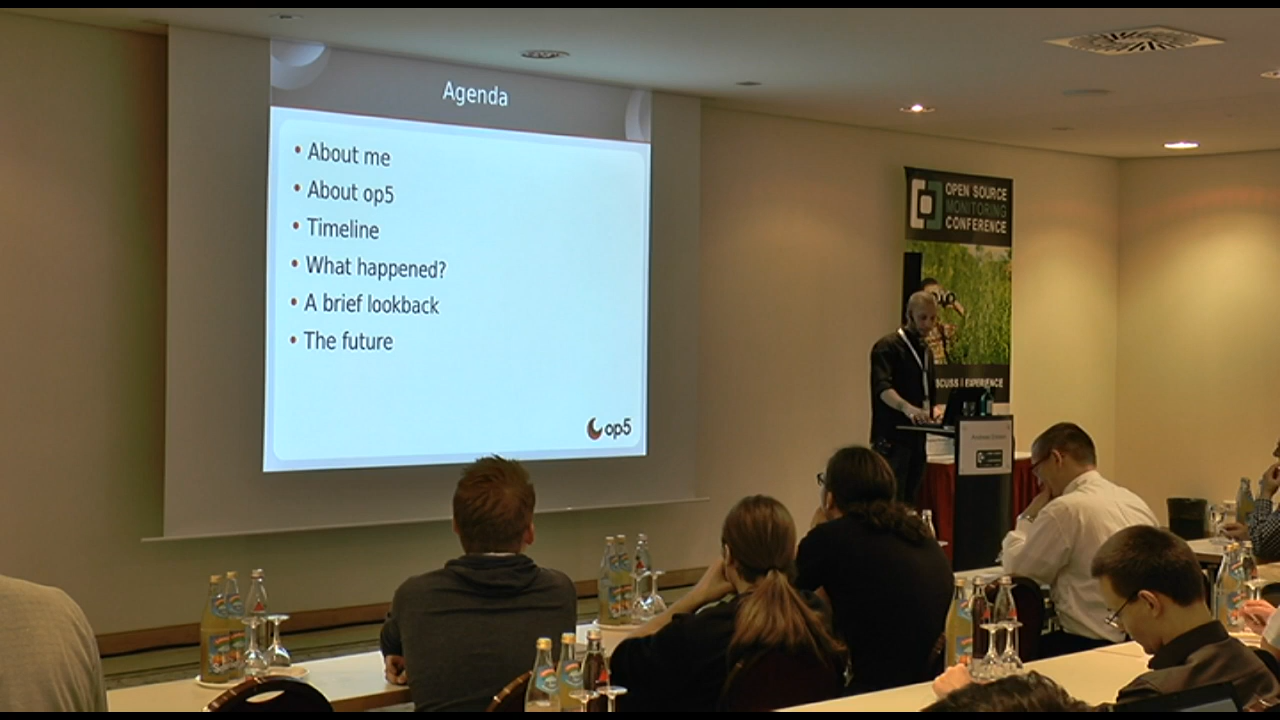 Agenda
• About me
• About op5
• Timeline
• What happened?
• A brief lookback
• The future
op5
OPEN SOURCE
MONITORING
CONFERENCE